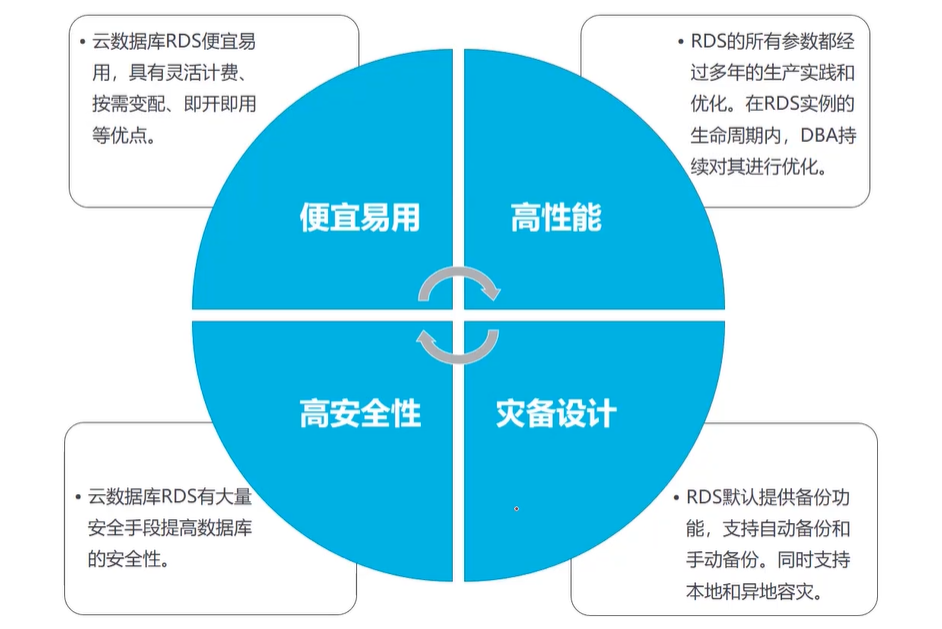 • 云数据库RDS便宜易
用，具有灵活计费、
按需变配、即开即用
等优点。
• RDS的所有参数都经
过多年的生产实践和
优化。在RDS实例的
生命周期内，DBA持
续对其进行优化。
便宜易用
高性能
高安全性
灾备设计
• 云数据库RDS有大量
安全手段提高数据库
的安全性。
• RDS默认提供备份功
能，支持自动备份和
手动备份。同时支持
本地和异地容灾。